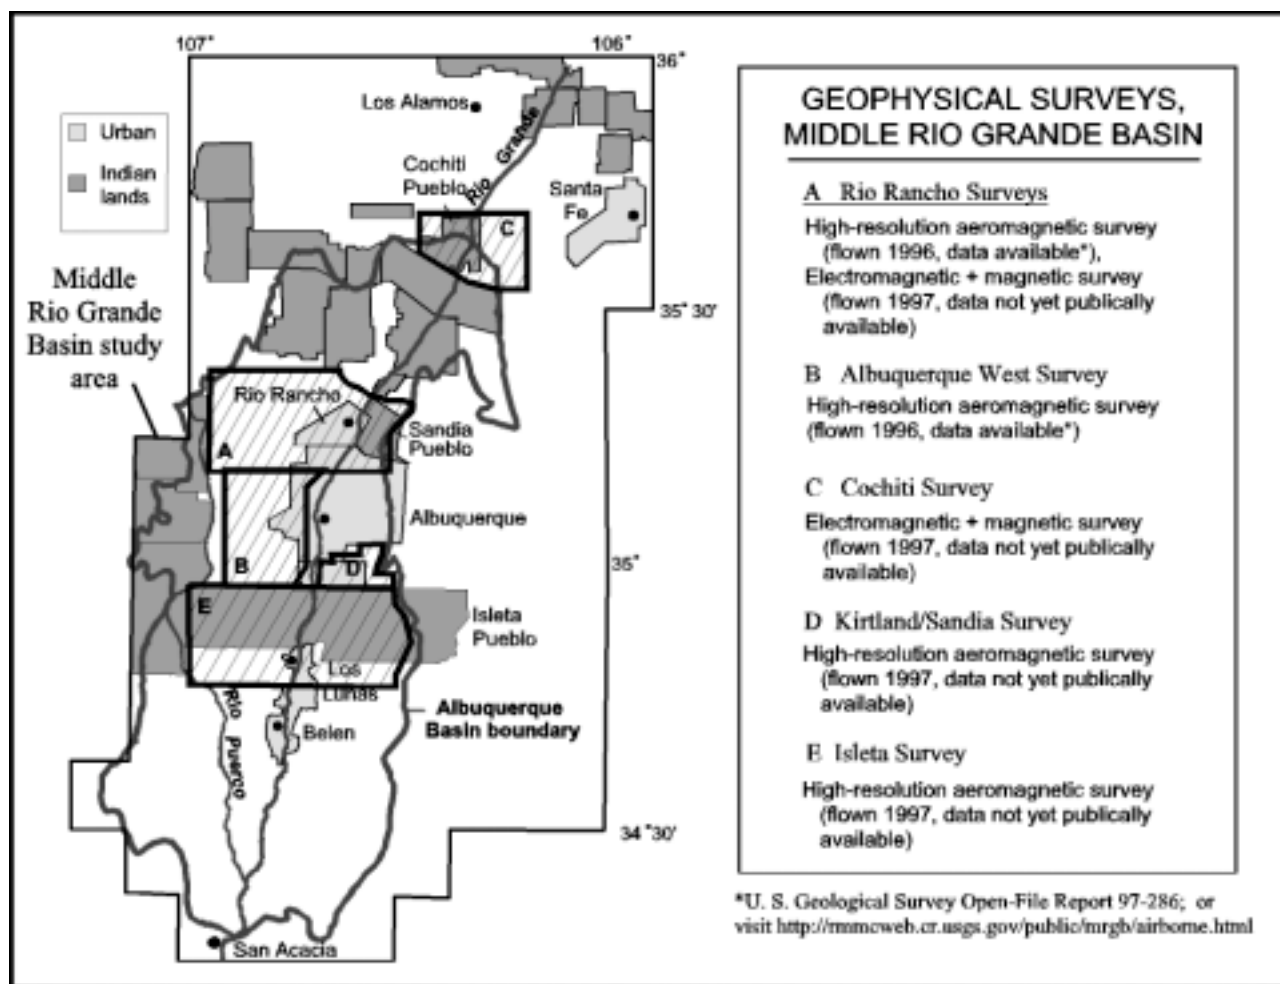 107°
106°
36°
Los Alamos
Urban
Indian
lands
Rio Grande
Cochiti
Pueblo
Santa
Fe
C
Middle
Rio Grande
Basin study
area
35° 30'
Rio Rancho
A
Sandia
Pueblo
Albuquerque
B
D
35°
E
Isleta
Pueblo
Los
Lunas
Rio Puerco
Belen
Albuquerque
Basin boundary
34° 30'
San Acacia
GEOPHYSICAL SURVEYS,
MIDDLE RIO GRANDE BASIN
A Rio Rancho Surveys
High-resolution aeromagnetic survey
(flown 1996, data available*),
Electromagnetic + magnetic survey
(flown 1997, data not yet publically
available)
B Albuquerque West Survey
High-resolution aeromagnetic survey
(flown 1996, data available*)
C Cochiti Survey
Electromagnetic + magnetic survey
(flown 1997, data not yet publically
available)
D Kirtland/Sandia Survey
High-resolution aeromagnetic survey
(flown 1997, data not yet publically
available)
E Isleta Survey
High-resolution aeromagnetic survey
(flown 1997, data not yet publically
available)
*U. S. Geological Survey Open-File Report 97-286; or
visit http://rmmcweb.cr.usgs.gov/public/mrgb/airborne.html